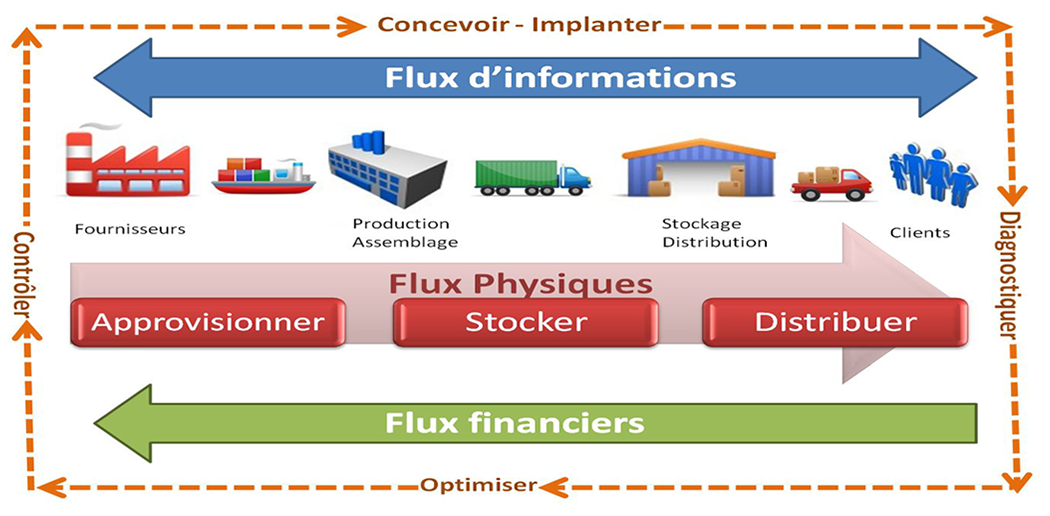 Concevoir - Implanter
Flux d’informations
Fournisseurs
Production
Assemblage
Stockage
Distribution
Clients
Contrôler
Diagnostiquer
Flux Physiques
Approvisionner
Stocker
Distribuer
Flux financiers
Optimiser